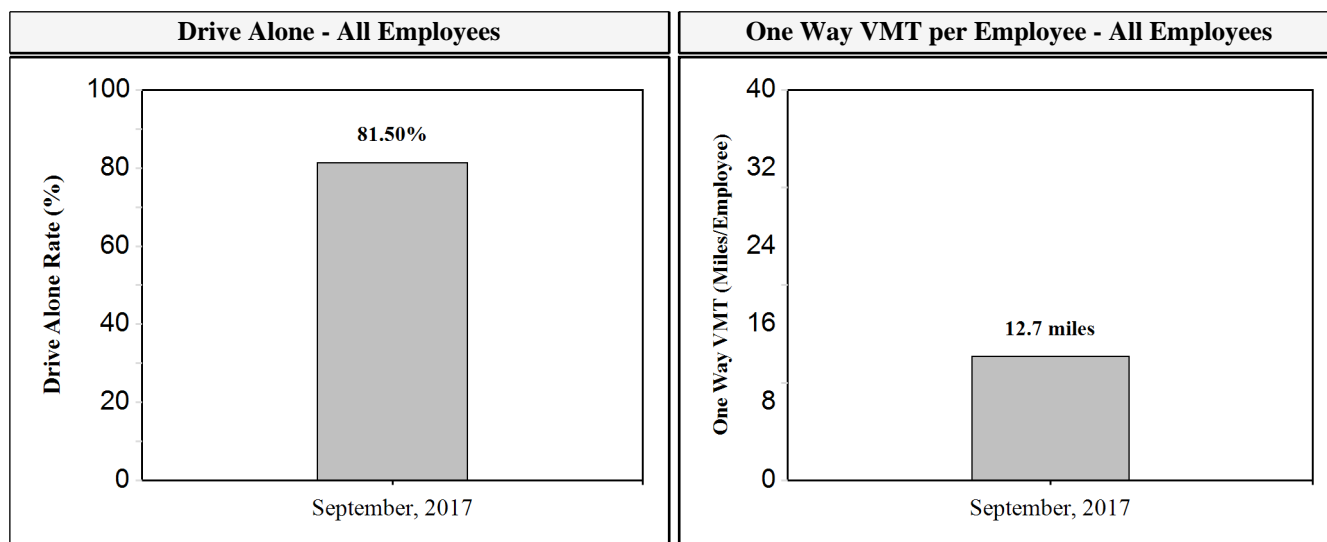 Drive Alone - All Employees
One Way VMT per Employee - All Employees
Drive Alone Rate (%)
100
80
60
40
20
0
81.50%
September, 2017
One Way VMT (Miles/Employee)
40
32
24
16
8
0
12.7 miles
September, 2017